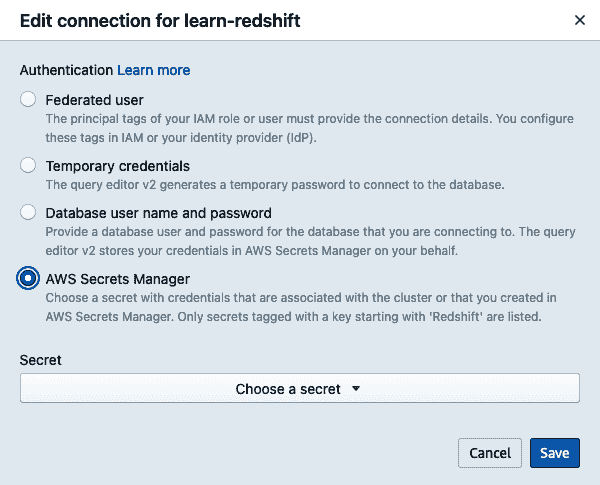 Edit connection for learn-redshift
Authentication Learn more
Federated user
The principal tags of your IAM role or user must provide the connection details. You configure
these tags in IAM or your identity provider (IdP).
Temporary credentials
The query editor v2 generates a temporary password to connect to the database.
Database user name and password
Provide a database user and password for the database that you are connecting to. The query
editor v2 stores your credentials in AWS Secrets Manager on your behalf.
AWS Secrets Manager
Choose a secret with credentials that are associated with the cluster or that you created in
AWS Secrets Manager. Only secrets tagged with a key starting with 'Redshift' are listed.
Secret
Choose a secret
Cancel Save